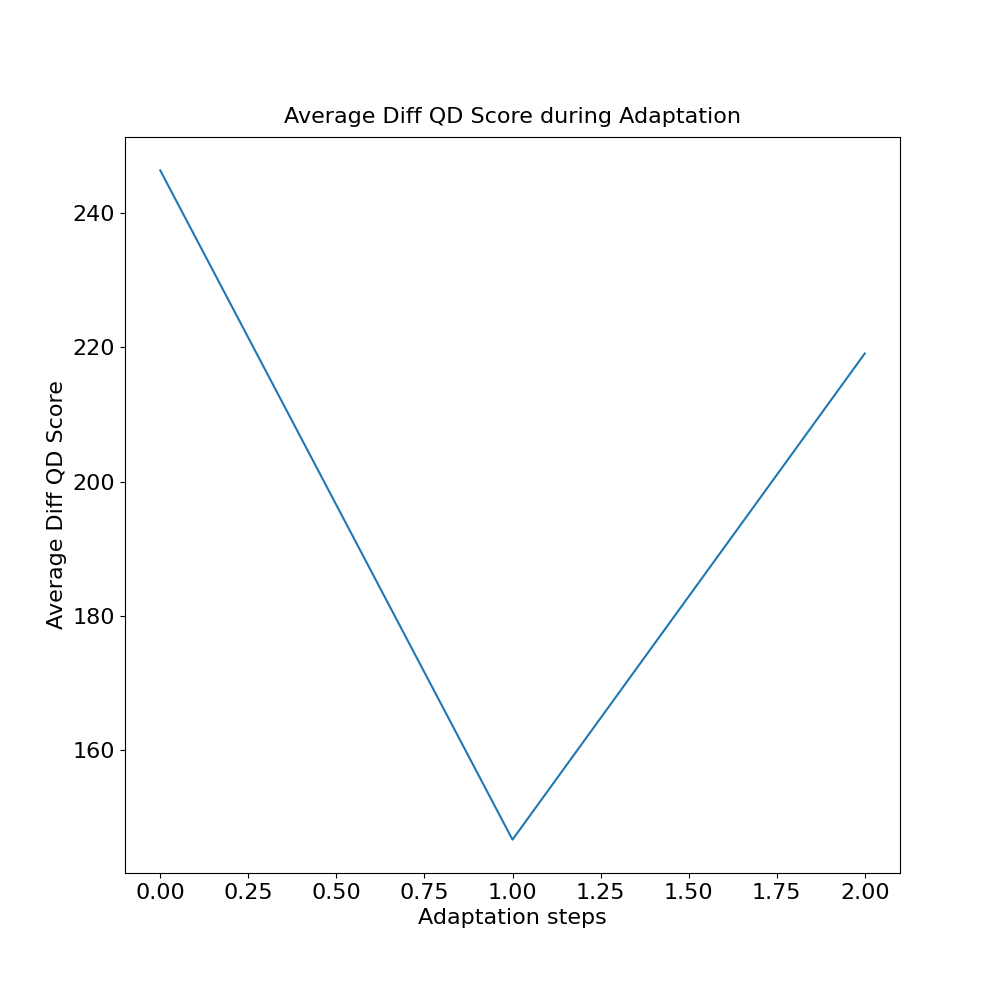 Average Diff QD Score during Adaptation
240
220
200
180
160
Average Diff QD Score
0.00 0.25 0.50 0.75 1.00 1.25 1.50 1.75 2.00
Adaptation steps